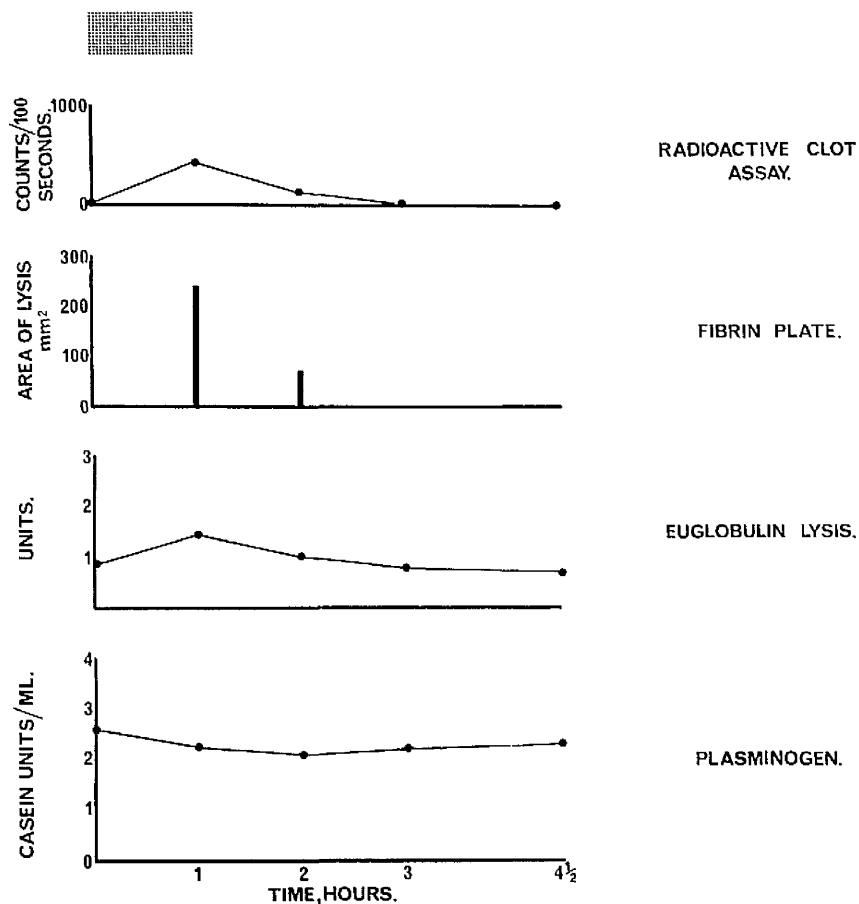 COUNTS/100
SECONDS.
1000
0
RADIOACTIVE CLOT
ASSAY.
AREA OF LYSIS
mm²
300
200
100
0
FIBRIN PLATE.
UNITS.
3
2
1
EUGLOBULIN LYSIS.
CASEIN UNITS/ML.
4
3
2
1
0
PLASMINOGEN.
1 2 3 4½
TIME,HOURS.